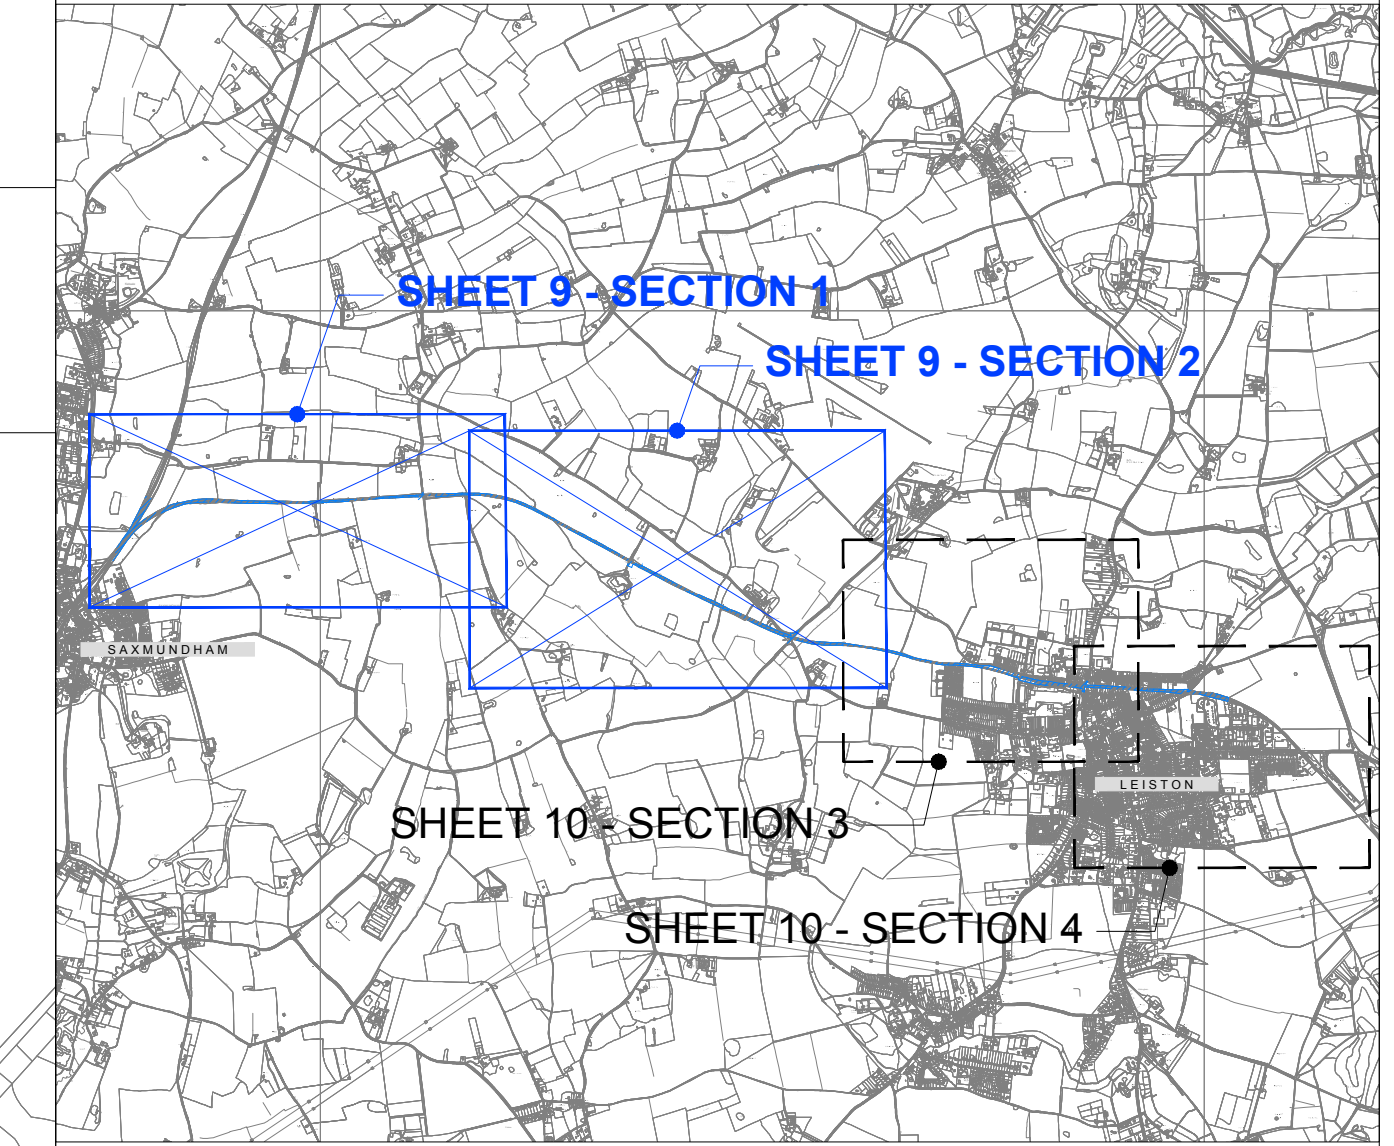 SHEET 9 - SECTION 1
SHEET 9 - SECTION 2
SAXMUNDHAM
LEISTON
SHEET 10 - SECTION 3
SHEET 10 - SECTION 4